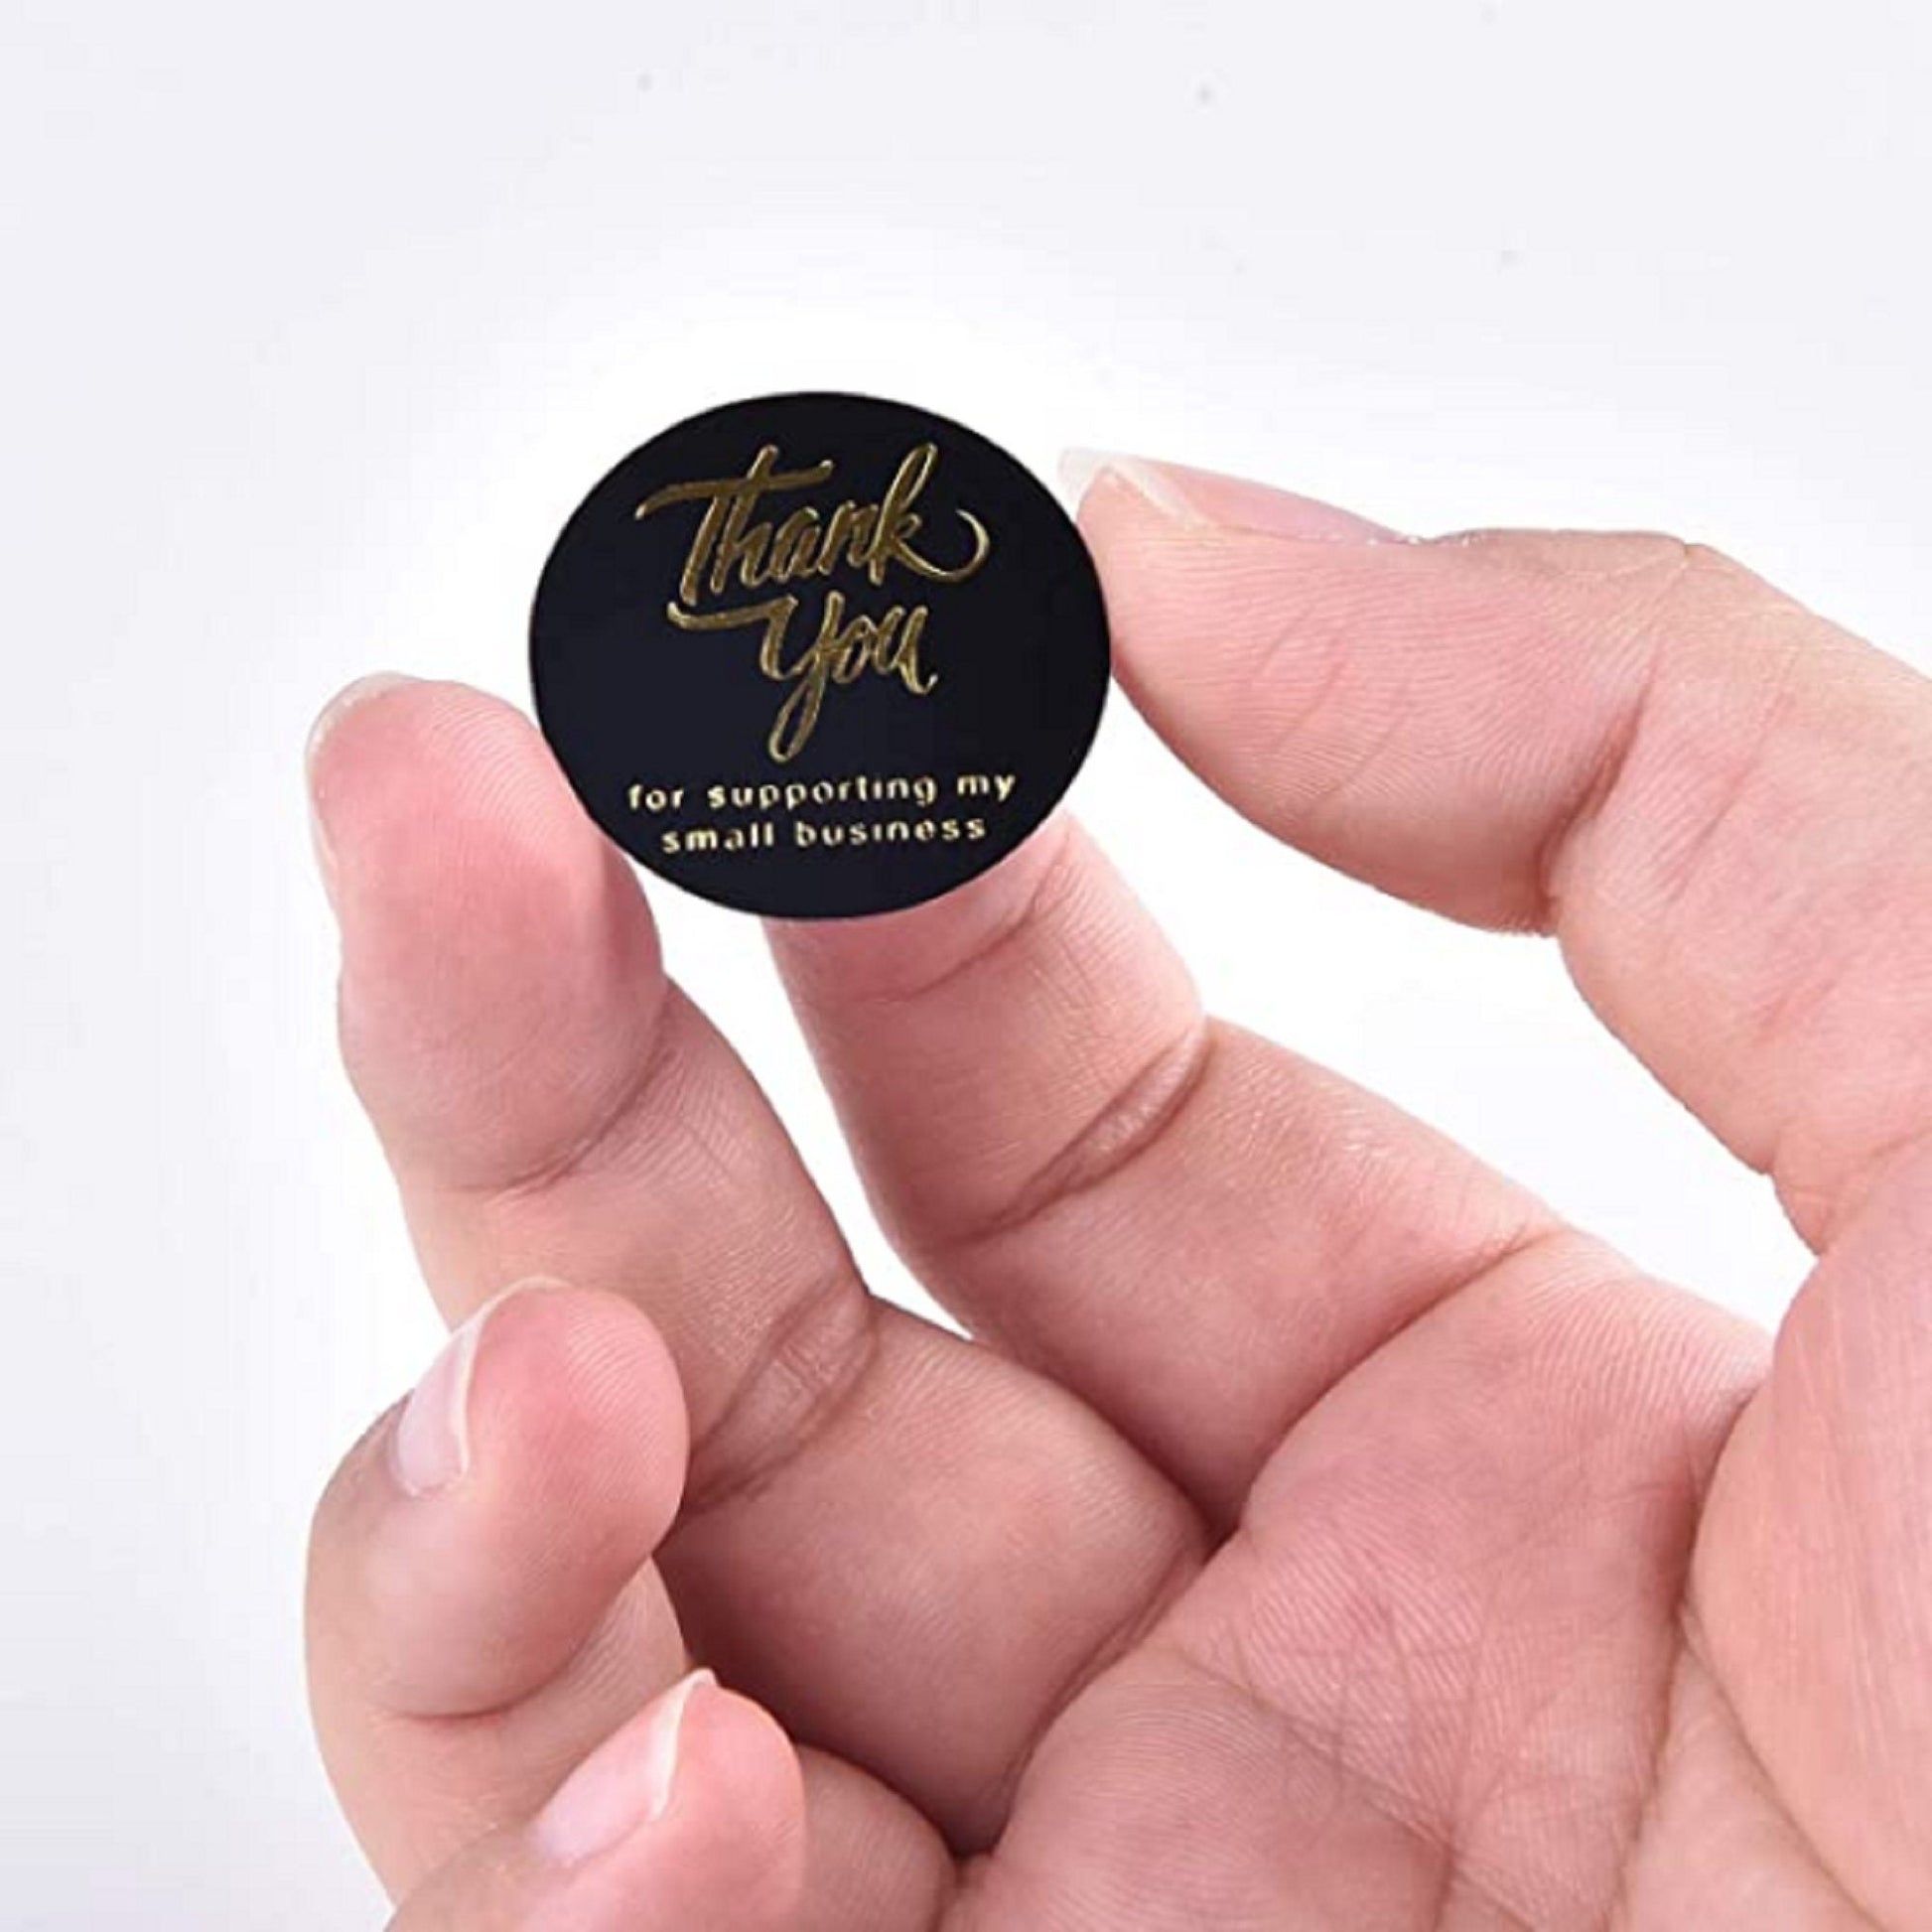 Thank
You
for supporting my
small business